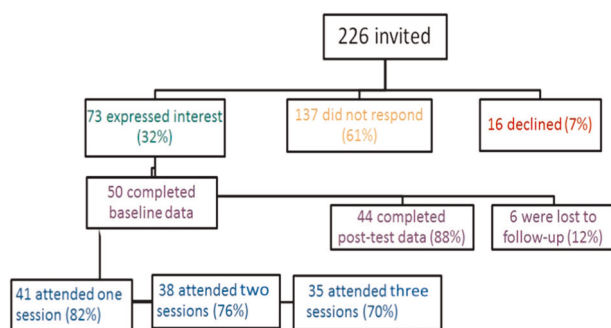 226 invited
73 expressed interest
(32%)
137 did not respond
(61%)
16 declined (7%)
50 completed
baseline data
44 completed
post-test data (88%)
6 were lost to
follow-up (12%)
41 attended one
session (82%)
38 attended two
sessions (76%)
35 attended three
sessions (70%)